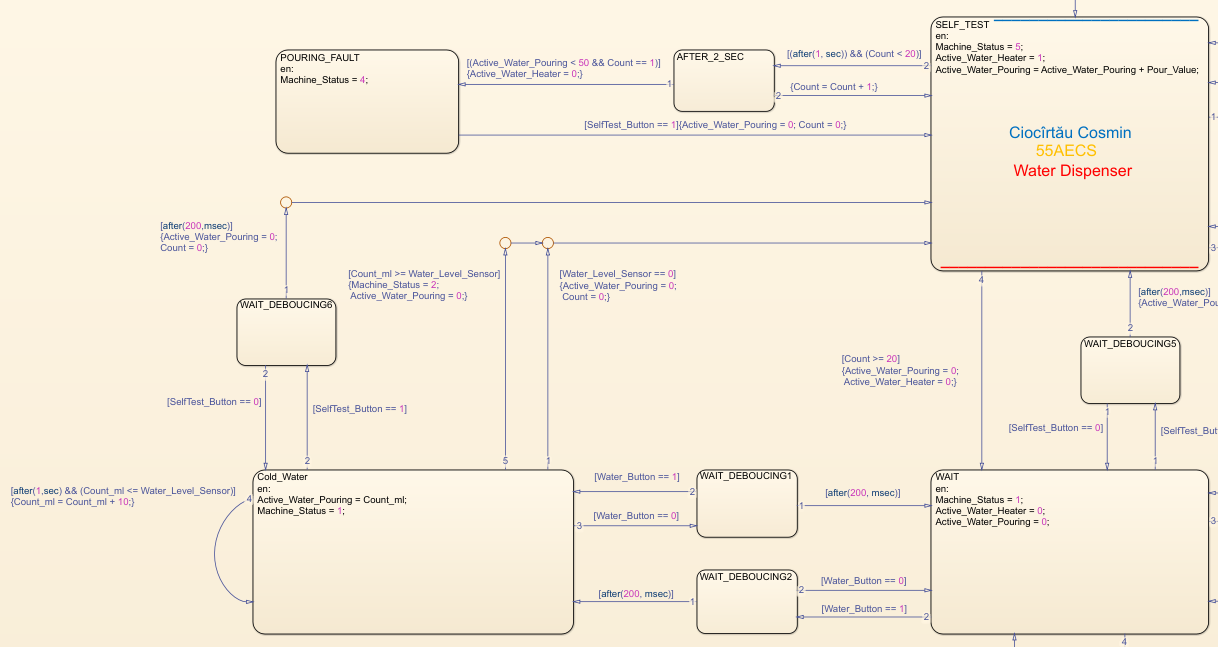 SELF_TEST
en:
Machine_Status = 5;
Active_Water_Heater = 1;
Active_Water_Pouring = Active_Water_Pouring + Pour_Value;
Ciocîrtău Cosmin
55AECS
Water Dispenser
POURING_FAULT
en:
Machine_Status = 4;
[(Active_Water_Pouring < 50 && Count == 1)]
{Active_Water_Heater = 0;}
1
AFTER_2_SEC
[(after(1, sec)) && (Count < 20)]
2
{Count = Count + 1;}
2
[SelfTest_Button == 1]{Active_Water_Pouring = 0; Count = 0;}
1
3
[after(200,msec)]
{Active_Water_Pouring = 0;
Count = 0;}
1
WAIT_DEBOUCING6
2
[SelfTest_Button == 0]
[SelfTest_Button == 1]
2
[Count_ml >= Water_Level_Sensor]
{Machine_Status = 2;
Active_Water_Pouring = 0;}
5
[Water_Level_Sensor == 0]
{Active_Water_Pouring = 0;
Count = 0;}
1
4
[Count >= 20]
{Active_Water_Pouring = 0;
Active_Water_Heater = 0;}
[after(200,msec)]
{Active_Water_Pou
2
WAIT_DEBOUCING5
1
[SelfTest_Button == 0]
[SelfTest_But
1
[after(1,sec) && (Count_ml <= Water_Level_Sensor)]
{Count_ml = Count_ml + 10;}
4
Cold_Water
en:
Active_Water_Pouring = Count_ml;
Machine_Status = 1;
[Water_Button == 1]
2
[Water_Button == 0]
3
WAIT_DEBOUCING1
[after(200, msec)]
1
WAIT
en:
Machine_Status = 1;
Active_Water_Heater = 0;
Active_Water_Pouring = 0;
3
[after(200, msec)]
1
WAIT_DEBOUCING2
[Water_Button == 0]
2
[Water_Button == 1]
2
4